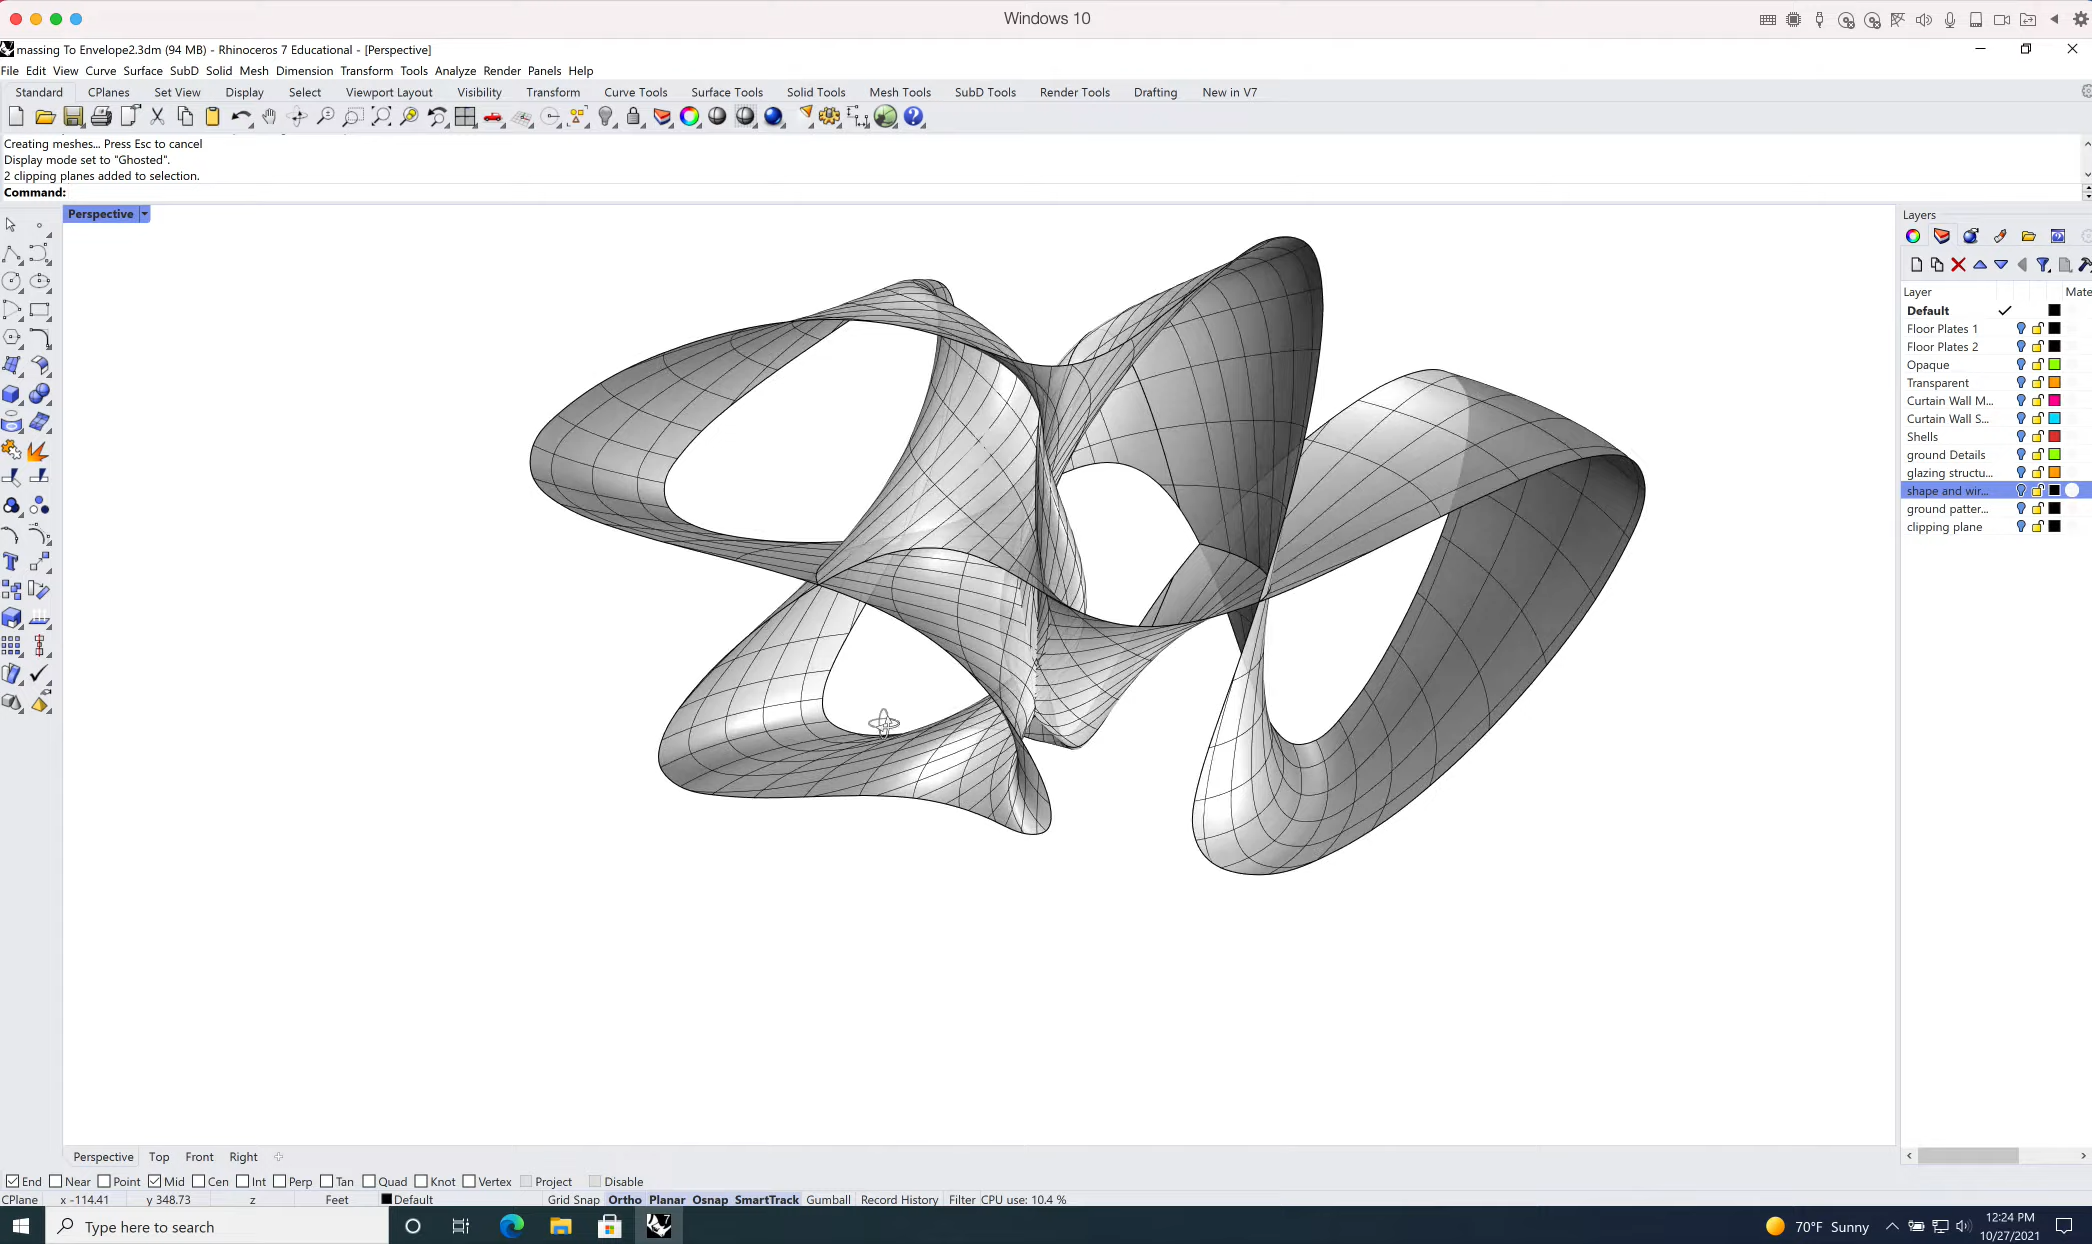 Windows 10
massing To Envelope2.3dm (94 MB) - Rhinoceros 7 Educational - [Perspective]
File Edit View Curve Surface SubD Solid Mesh Dimension Transform Tools Analyze Render Panels Help
Standard CPlanes Set View Display Select Viewport Layout Visibility Transform Curve Tools Surface Tools Solid Tools Mesh Tools SubD Tools Render Tools Drafting New in V7
Creating meshes... Press Esc to cancel
Display mode set to "Ghosted".
2 clipping planes added to selection.
Command:
Perspective
Layers
Layer Mate
Default
Floor Plates 1
Floor Plates 2
Opaque
Transparent
Curtain Wall M...
Curtain Wall S...
Shells
ground Details
glazing structu...
shape and wir...
ground patter...
clipping plane
Perspective Top Front Right
End Near Point Mid Cen Int Perp Tan Quad Knot Vertex Project Disable
CPlane x -114.41 y 348.73 z Feet Default Grid Snap Ortho Planar Osnap SmartTrack Gumball Record History Filter CPU use: 10.4 %
Type here to search
70°F Sunny
12:24 PM
10/27/2021